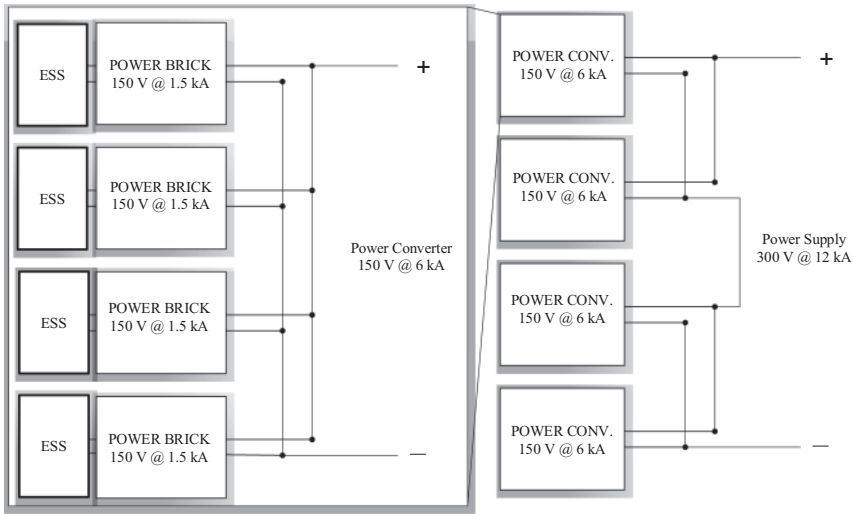 ESS
POWER BRICK
150 V @ 1.5 kA
+
ESS
POWER BRICK
150 V @ 1.5 kA
Power Converter
150 V @ 6 kA
ESS
POWER BRICK
150 V @ 1.5 kA
ESS
POWER BRICK
150 V @ 1.5 kA
—
POWER CONV.
150 V @ 6 kA
+
POWER CONV.
150 V @ 6 kA
Power Supply
300 V @ 12 kA
POWER CONV.
150 V @ 6 kA
POWER CONV.
150 V @ 6 kA
—